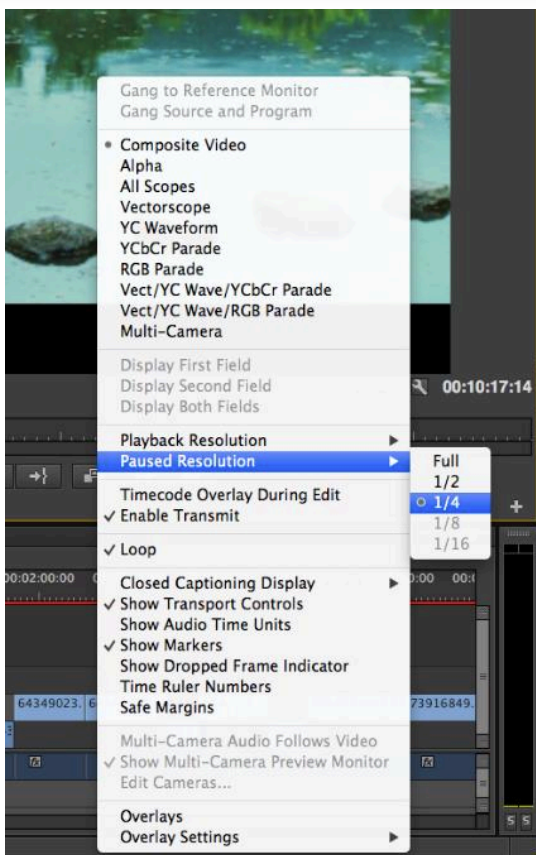 Gang to Reference Monitor
Gang Source and Program
Composite Video
Alpha
All Scopes
Vectorscope
YC Waveform
YCbCr Parade
RGB Parade
Vect/YC Wave/YCbCr Parade
Vect/YC Wave/RGB Parade
Multi-Camera
Display First Field
Display Second Field
Display Both Fields
00:10:17:14
Playback Resolution
Paused Resolution
Full
1/2
1/4
1/8
1/16
Timecode Overlay During Edit
Enable Transmit
Loop
00:02:00:00
Closed Captioning Display
Show Transport Controls
Show Audio Time Units
Show Markers
Show Dropped Frame Indicator
Time Ruler Numbers
Safe Margins
64349023.
73916849.
Multi-Camera Audio Follows Video
Show Multi-Camera Preview Monitor
Edit Cameras...
fx
fx
Overlays
Overlay Settings
S S